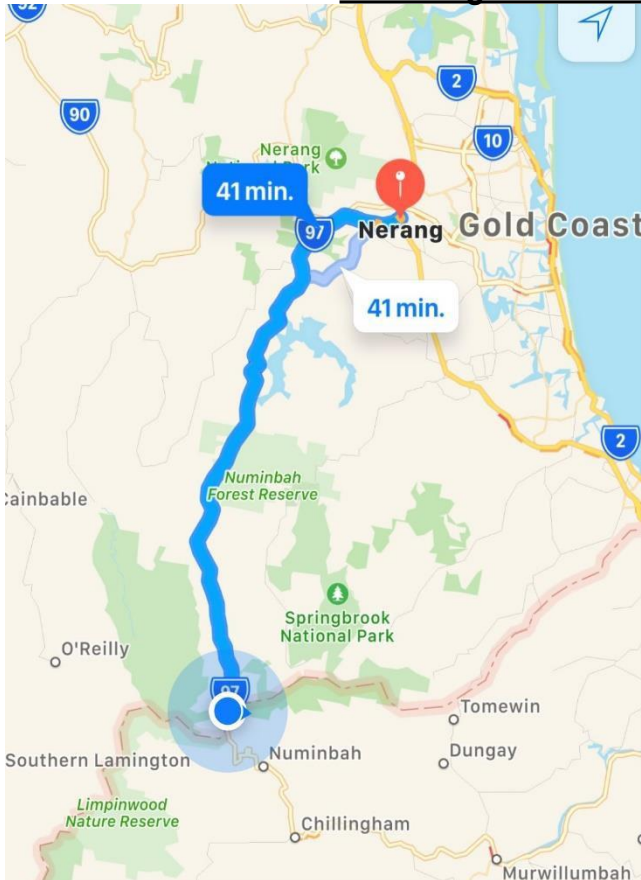 90
2
Nerang
National Park
10
41 min.
97
Nerang
Gold Coast
41 min.
2
Numinbah
Forest Reserve
Cainbable
Springbrook
National Park
O'Reilly
97
Tomewin
Southern Lamington
Numinbah
Dungay
Limpinwood
Nature Reserve
Chillingham
Murwillumbah